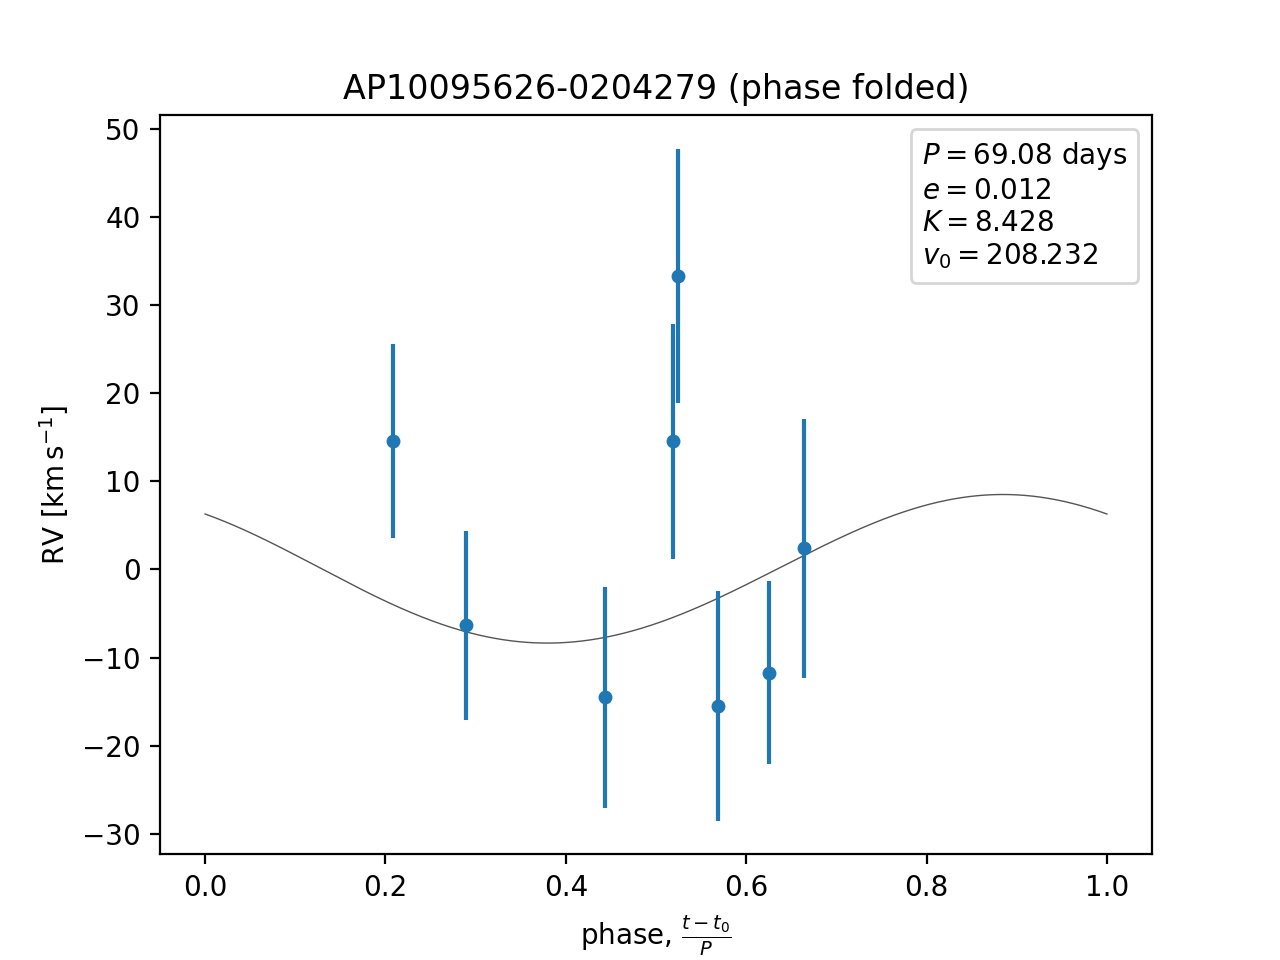 AP10095626-0204279 (phase folded)
P = 69.08 days
e = 0.012
K = 8.428
v₀ = 208.232
RV [km s⁻¹]
50
40
30
20
10
0
−10
−20
−30
0.0 0.2 0.4 0.6 0.8 1.0
phase, (t − t₀)/P